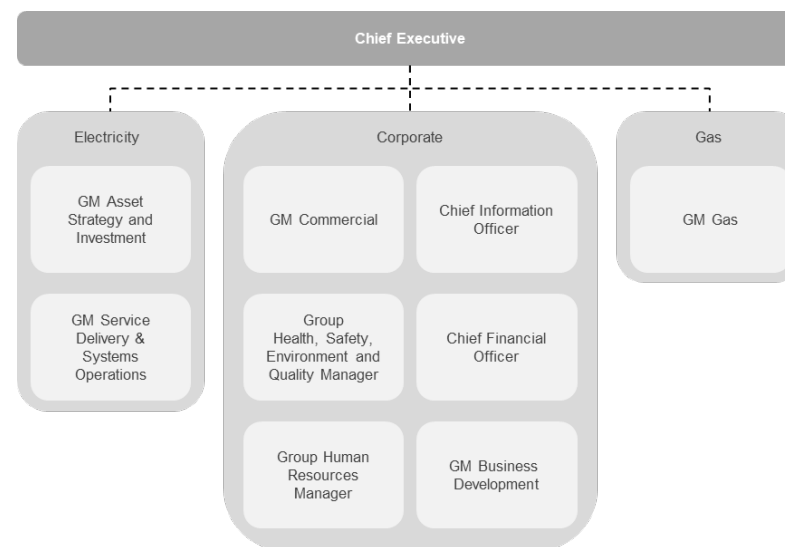 Chief Executive
Electricity
GM Asset
Strategy and
Investment
GM Service
Delivery &
Systems
Operations
Corporate
GM Commercial
Chief Information
Officer
Group
Health, Safety,
Environment and
Quality Manager
Chief Financial
Officer
Group Human
Resources
Manager
GM Business
Development
Gas
GM Gas